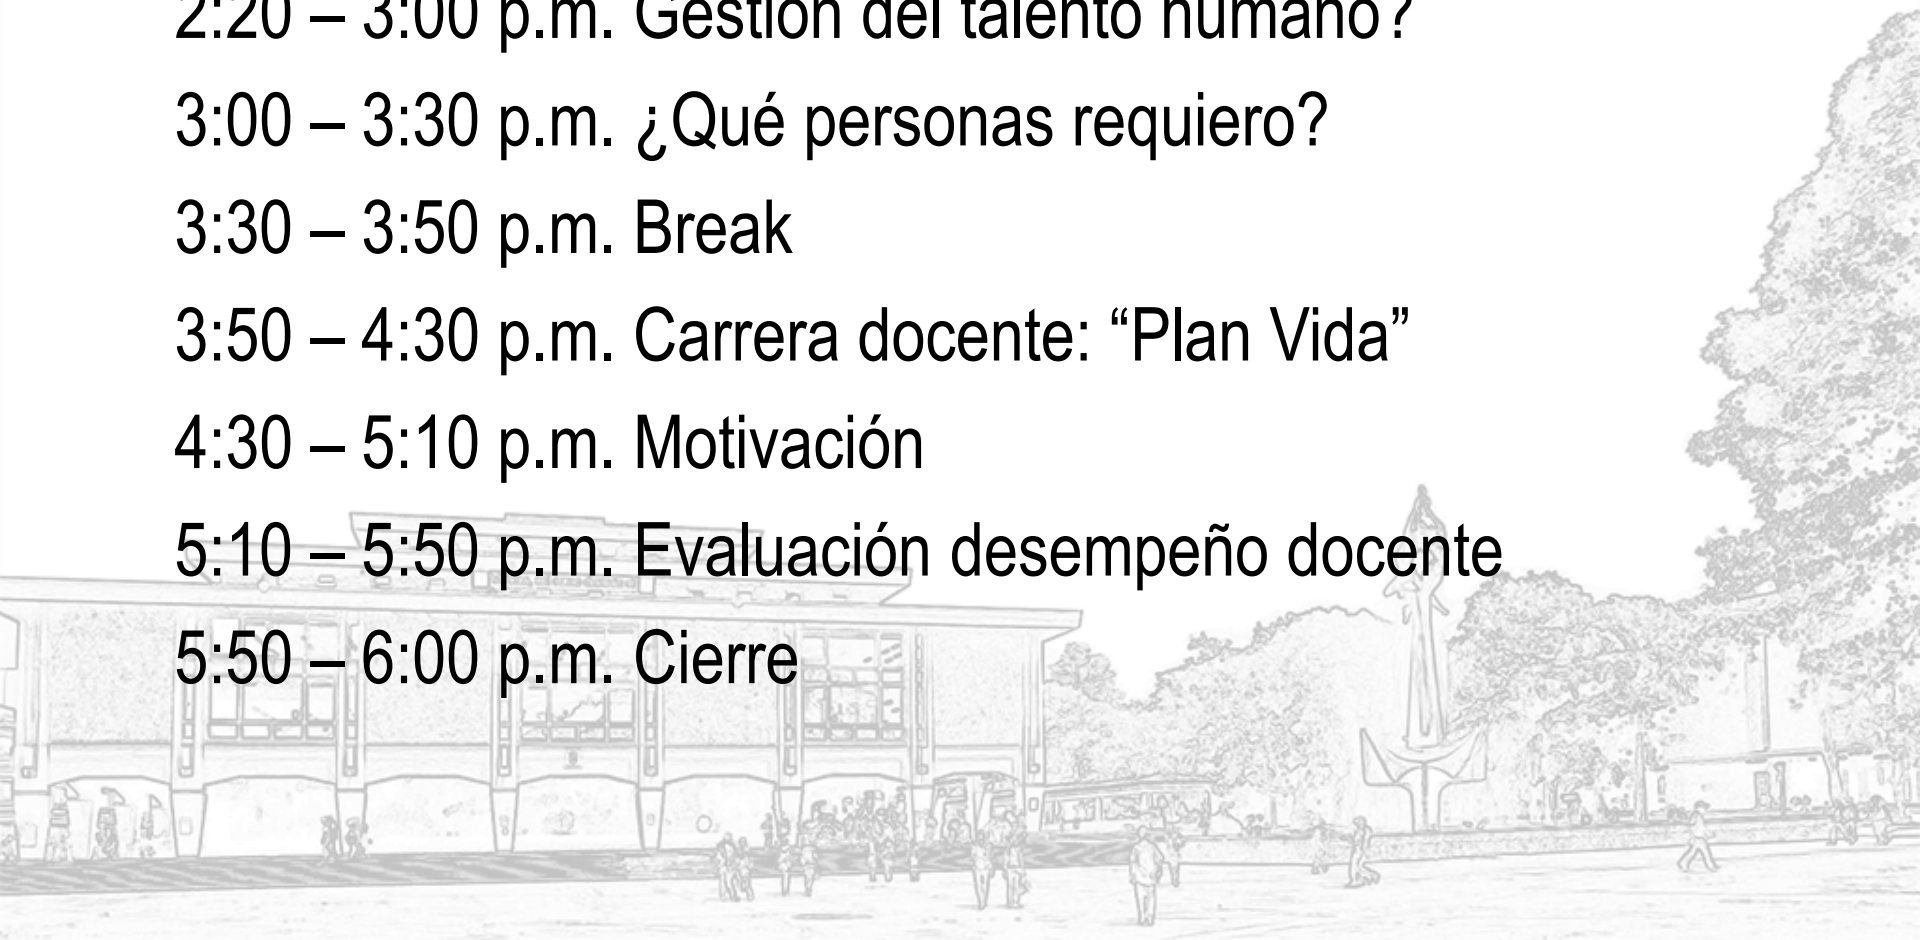 2:20 – 3:00 p.m. Gestión del talento humano?
3:00 – 3:30 p.m. ¿Qué personas requiero?
3:30 – 3:50 p.m. Break
3:50 – 4:30 p.m. Carrera docente: “Plan Vida”
4:30 – 5:10 p.m. Motivación
5:10 – 5:50 p.m. Evaluación desempeño docente
5:50 – 6:00 p.m. Cierre